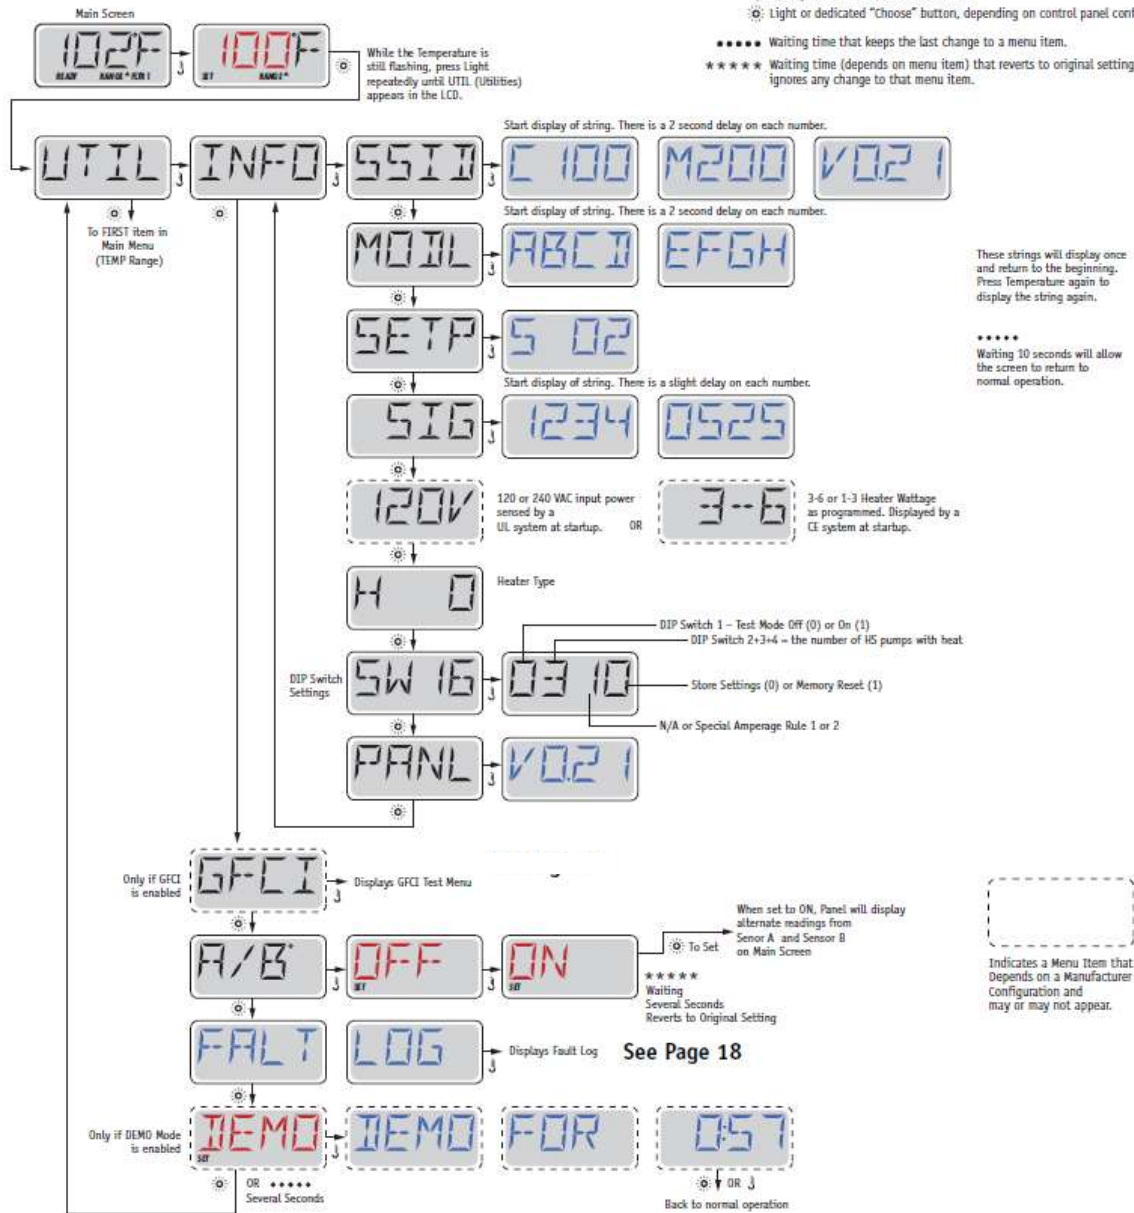 Light or dedicated "Choose" button, depending on control panel conf
Main Screen
102°F
READY RANGE
100°F
SET RANGE
While the Temperature is
still flashing, press Light
repeatedly until UTIL (Utilities)
appears in the LCD.
••••• Waiting time that keeps the last change to a menu item.
***** Waiting time (depends on menu item) that reverts to original setting
ignores any change to that menu item.
Start display of string. There is a 2 second delay on each number.
UTIL INFO SSID C 100 M200 V0.21
To FIRST item in
Main Menu
(TEMP Range)
Start display of string. There is a 2 second delay on each number.
MODL ABCD EFGH
These strings will display once
and return to the beginning.
Press Temperature again to
display the string again.
•••••
Waiting 10 seconds will allow
the screen to return to
normal operation.
SETP S 02
Start display of string. There is a slight delay on each number.
SIG 1234 0525
120V
120 or 240 VAC input power
sensed by a
UL system at startup.
OR
3-6
3-6 or 1-3 Heater Wattage
as programmed. Displayed by a
CE system at startup.
H 0
Heater Type
DIP Switch 1 – Test Mode Off (0) or On (1)
DIP Switch 2+3+4 = the number of HS pumps with heat
DIP Switch
Settings
SW 16 0310
Store Settings (0) or Memory Reset (1)
N/A or Special Amperage Rule 1 or 2
PANL V0.21
Only if GFCI
is enabled
GFCI
Displays GFCI Test Menu
A/B°
OFF
SET
ON
SET
To Set
When set to ON, Panel will display
alternate readings from
Senor A and Sensor B
on Main Screen
*****
Waiting
Several Seconds
Reverts to Original Setting
Indicates a Menu Item that
Depends on a Manufacturer
Configuration and
may or may not appear.
FALT LOG
Displays Fault Log
See Page 18
Only if DEMO Mode
is enabled
DEMO
SET
DEMO FOR 0:57
OR •••••
Several Seconds
OR
Back to normal operation